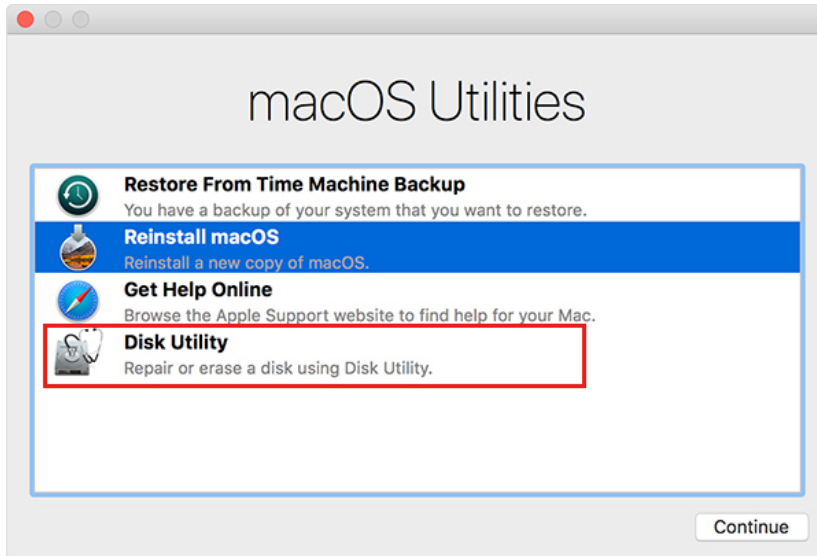 macOS Utilities
Restore From Time Machine Backup
You have a backup of your system that you want to restore.
Reinstall macOS
Reinstall a new copy of macOS.
Get Help Online
Browse the Apple Support website to find help for your Mac.
Disk Utility
Repair or erase a disk using Disk Utility.
Continue